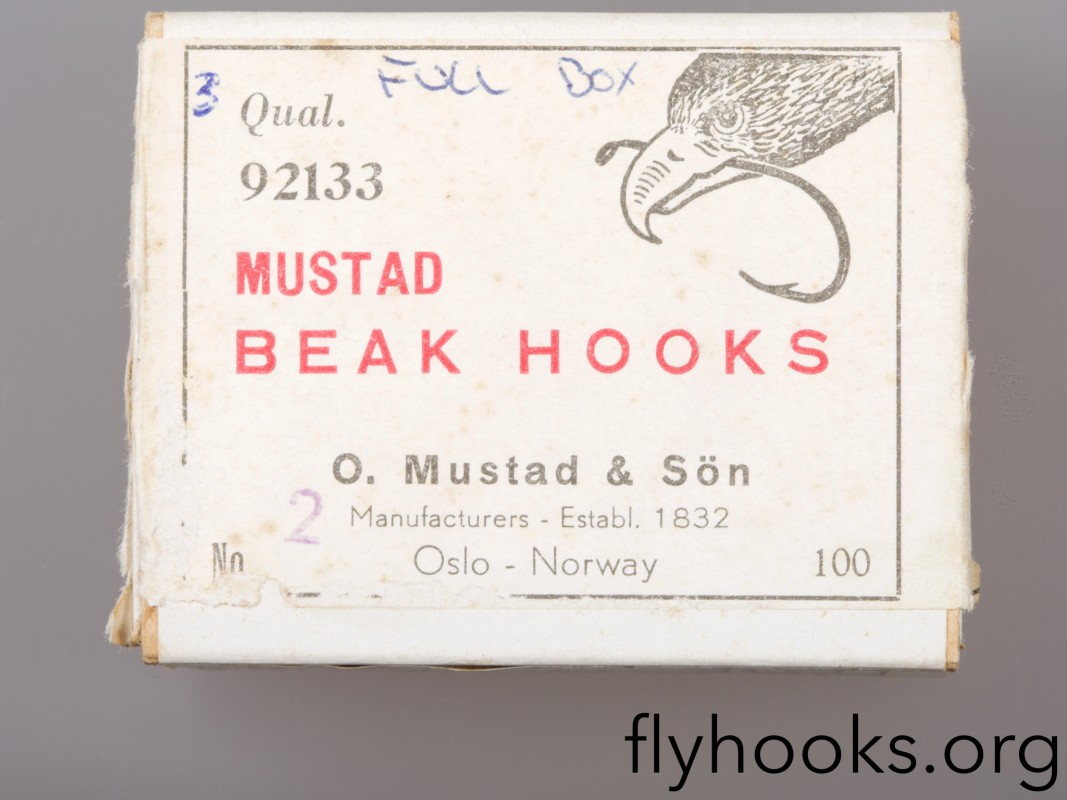 3
FULL BOX
Qual.
92133
MUSTAD
BEAK HOOKS
O. Mustad & Sön
2
Manufacturers - Establ. 1832
No
Oslo - Norway
100
flyhooks.org